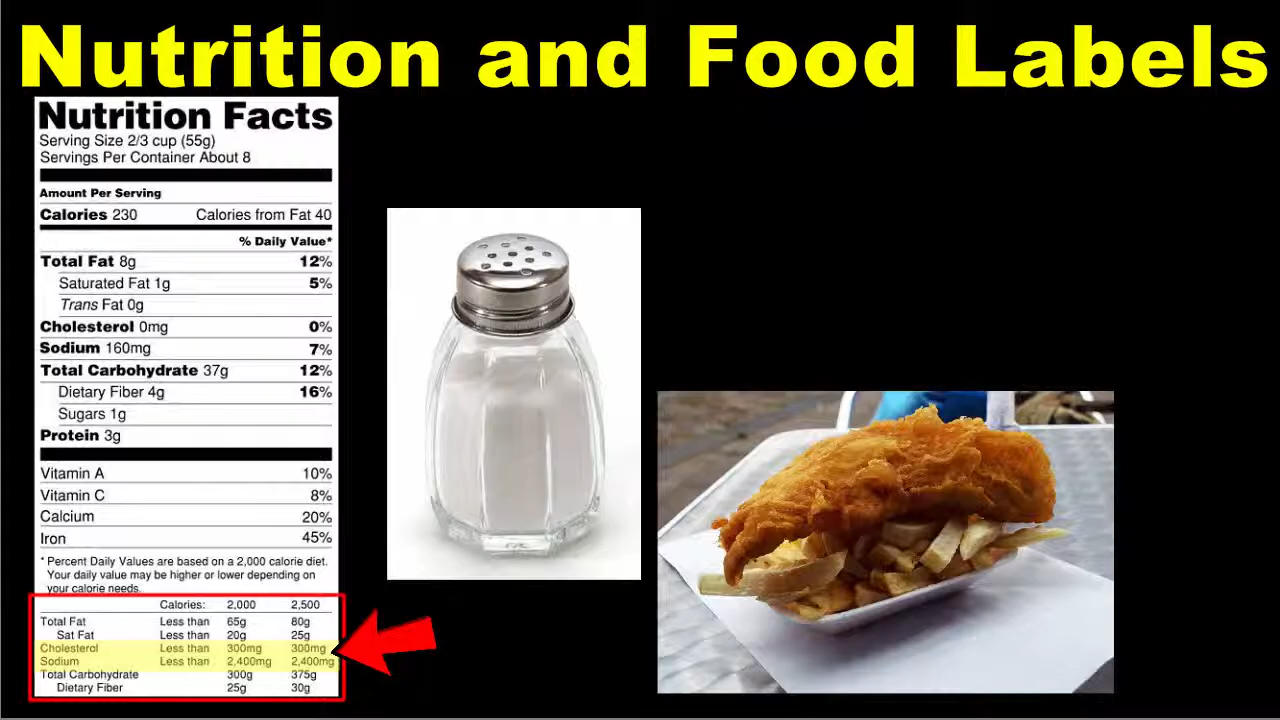 Nutrition and Food Labels
Nutrition Facts
Serving Size 2/3 cup (55g)
Servings Per Container About 8
Amount Per Serving
Calories 230 Calories from Fat 40
% Daily Value*
Total Fat 8g 12%
Saturated Fat 1g 5%
Trans Fat 0g
Cholesterol 0mg 0%
Sodium 160mg 7%
Total Carbohydrate 37g 12%
Dietary Fiber 4g 16%
Sugars 1g
Protein 3g
Vitamin A 10%
Vitamin C 8%
Calcium 20%
Iron 45%
* Percent Daily Values are based on a 2,000 calorie diet.
Your daily value may be higher or lower depending on
your calorie needs.
Calories: 2,000 2,500
Total Fat Less than 65g 80g
Sat Fat Less than 20g 25g
Cholesterol Less than 300mg 300mg
Sodium Less than 2,400mg 2,400mg
Total Carbohydrate 300g 375g
Dietary Fiber 25g 30g